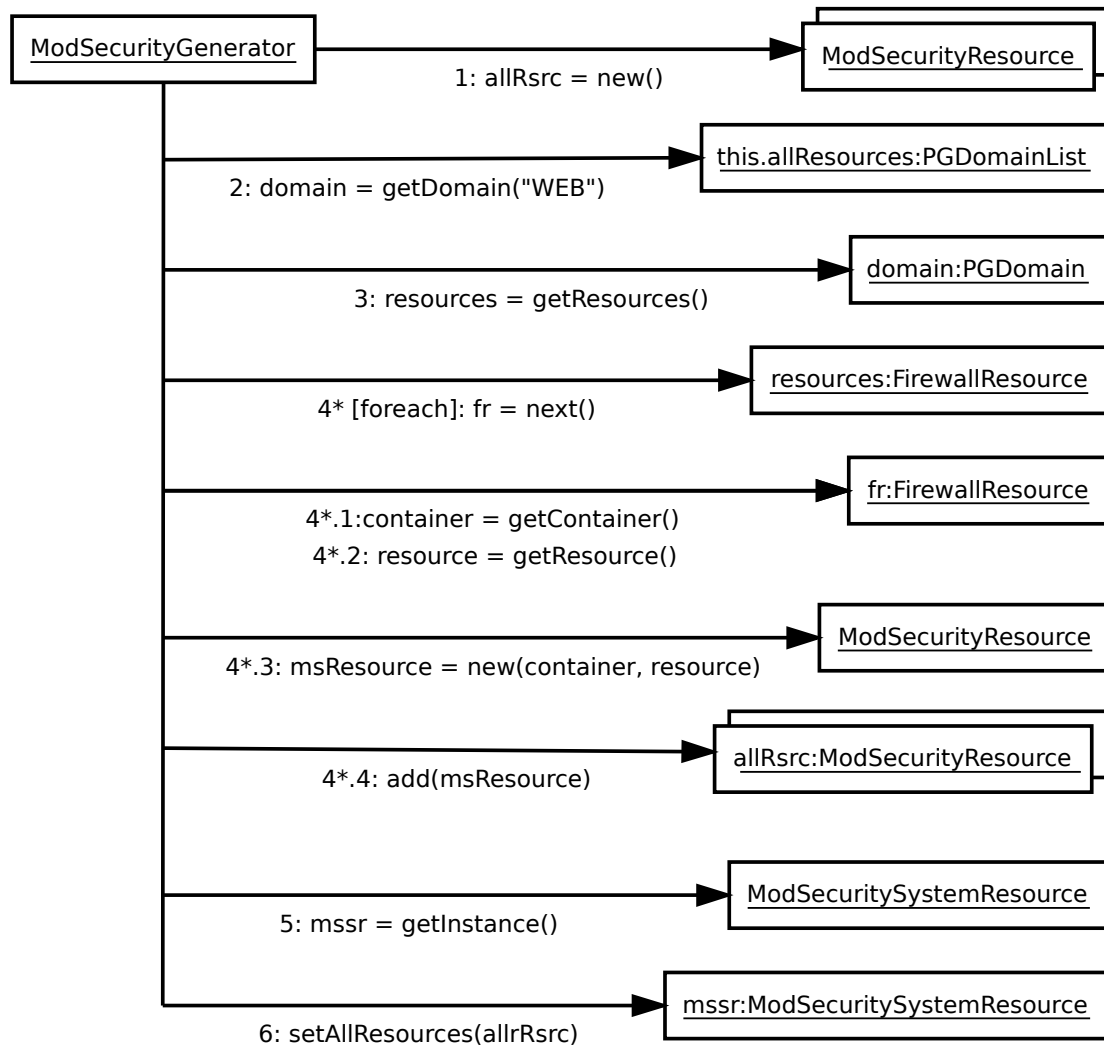 ModSecurityGenerator
ModSecurityResource
1: allRsrc = new()
this.allResources:PGDomainList
2: domain = getDomain("WEB")
domain:PGDomain
3: resources = getResources()
resources:FirewallResource
4* [foreach]: fr = next()
fr:FirewallResource
4*.1:container = getContainer()
4*.2: resource = getResource()
ModSecurityResource
4*.3: msResource = new(container, resource)
allRsrc:ModSecurityResource
4*.4: add(msResource)
ModSecuritySystemResource
5: mssr = getInstance()
mssr:ModSecuritySystemResource
6: setAllResources(allrRsrc)